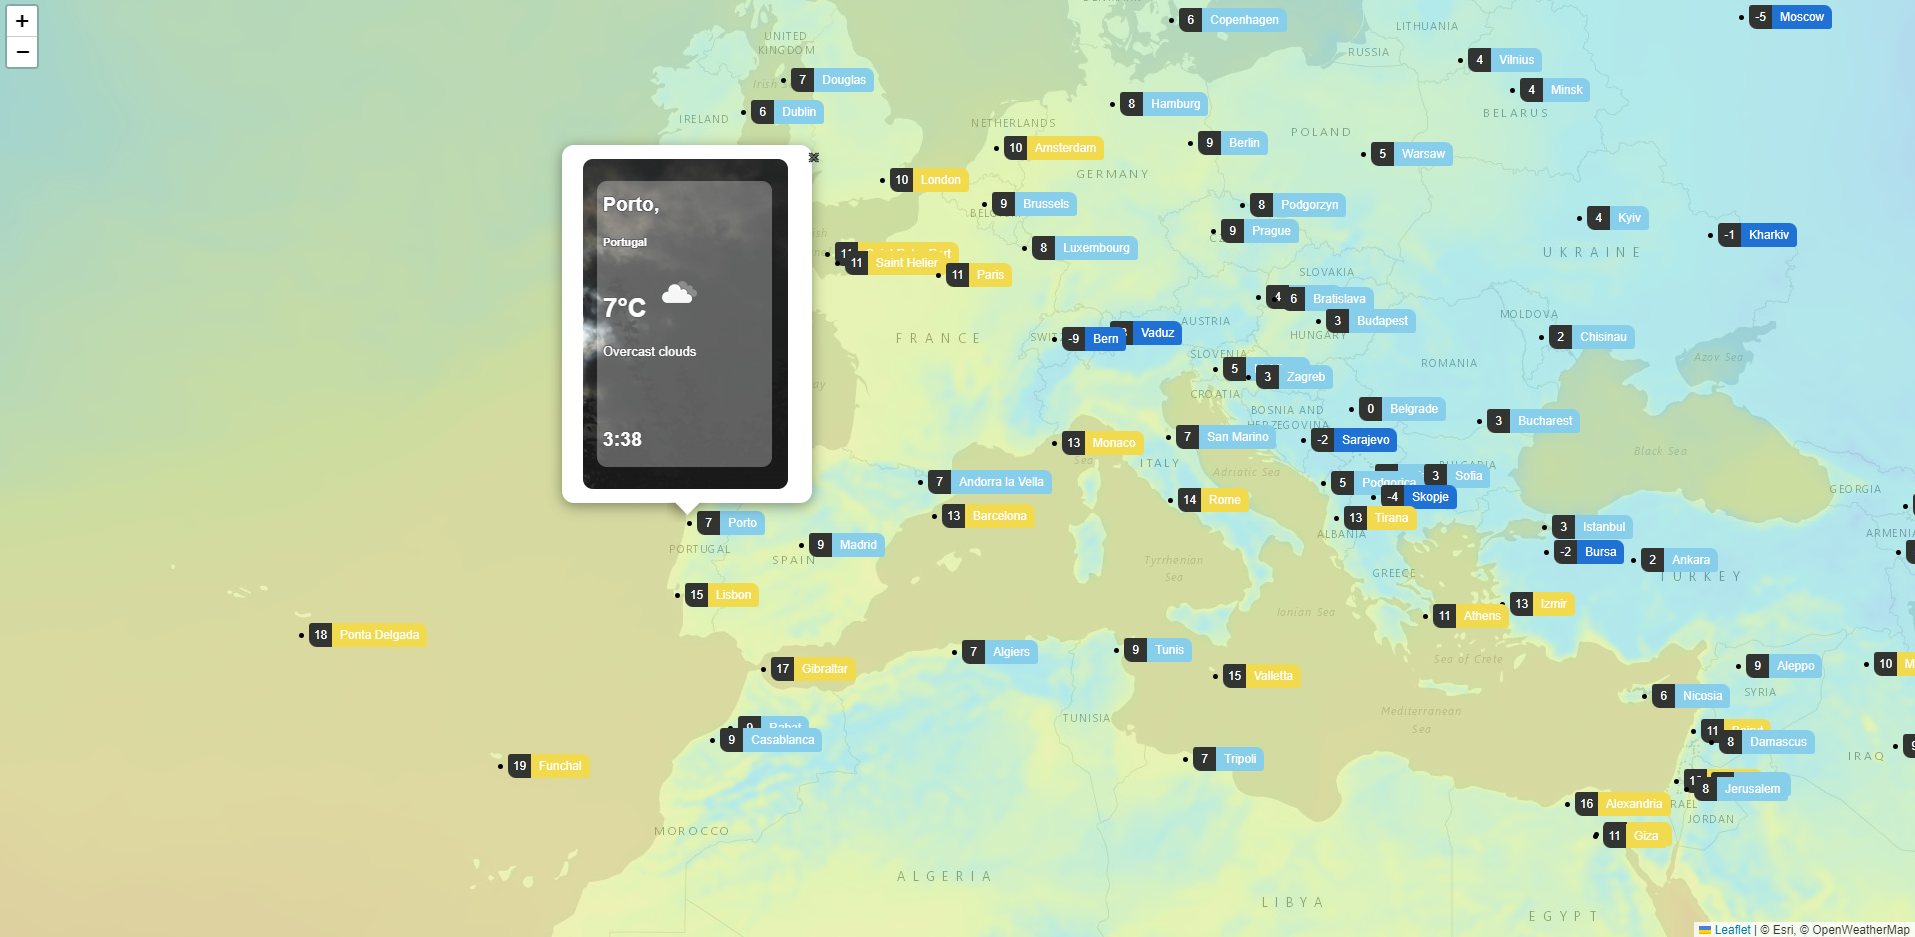 +
−
DENMARK
6 Copenhagen
LITHUANIA
-5 Moscow
UNITED
KINGDOM
RUSSIA
4 Vilnius
7 Douglas
Irish
4 Minsk
6 Dublin
IRELAND
8 Hamburg
BELARUS
NETHERLANDS
POLAND
10 Amsterdam
9 Berlin
5 Warsaw
GERMANY
10 London
9 Brussels
8 Podgorzyn
4 Kyiv
9 Prague
-1 Kharkiv
8 Luxembourg
UKRAINE
11 Saint Helier
11 Paris
SLOVAKIA
4
6 Bratislava
MOLDOVA
AUSTRIA
3 Budapest
HUNGARY
FRANCE
-9 Bern
Vaduz
2 Chisinau
SLOVENIA
Azov Sea
ROMANIA
5
3 Zagreb
CROATIA
BOSNIA AND
HERZEGOVINA
0 Belgrade
3 Bucharest
13 Monaco
7 San Marino
-2 Sarajevo
Sea
ITALY
Adriatic Sea
Black Sea
7 Andorra la Vella
5 Podgorica
3 Sofia
-4 Skopje
GEORGIA
14 Rome
13 Barcelona
13 Tirana
ALBANIA
3 Istanbul
ARMENIA
-2 Bursa
2 Ankara
TURKEY
Porto,
Portugal
7°C
Overcast clouds
3:38
7 Porto
PORTUGAL
9 Madrid
SPAIN
Tyrrhenian
Sea
GREECE
15 Lisbon
Ionian Sea
11 Athens
13 Izmir
18 Ponta Delgada
7 Algiers
9 Tunis
Sea of Crete
17 Gibraltar
15 Valletta
9 Aleppo
10 M
6 Nicosia
SYRIA
TUNISIA
Mediterranean
Sea
9 Rabat
9 Casablanca
11 Beirut
8 Damascus
IRAQ
19 Funchal
7 Tripoli
8 Jerusalem
16 Alexandria
JORDAN
MOROCCO
11 Giza
ALGERIA
LIBYA
EGYPT
Leaflet | © Esri, © OpenWeatherMap